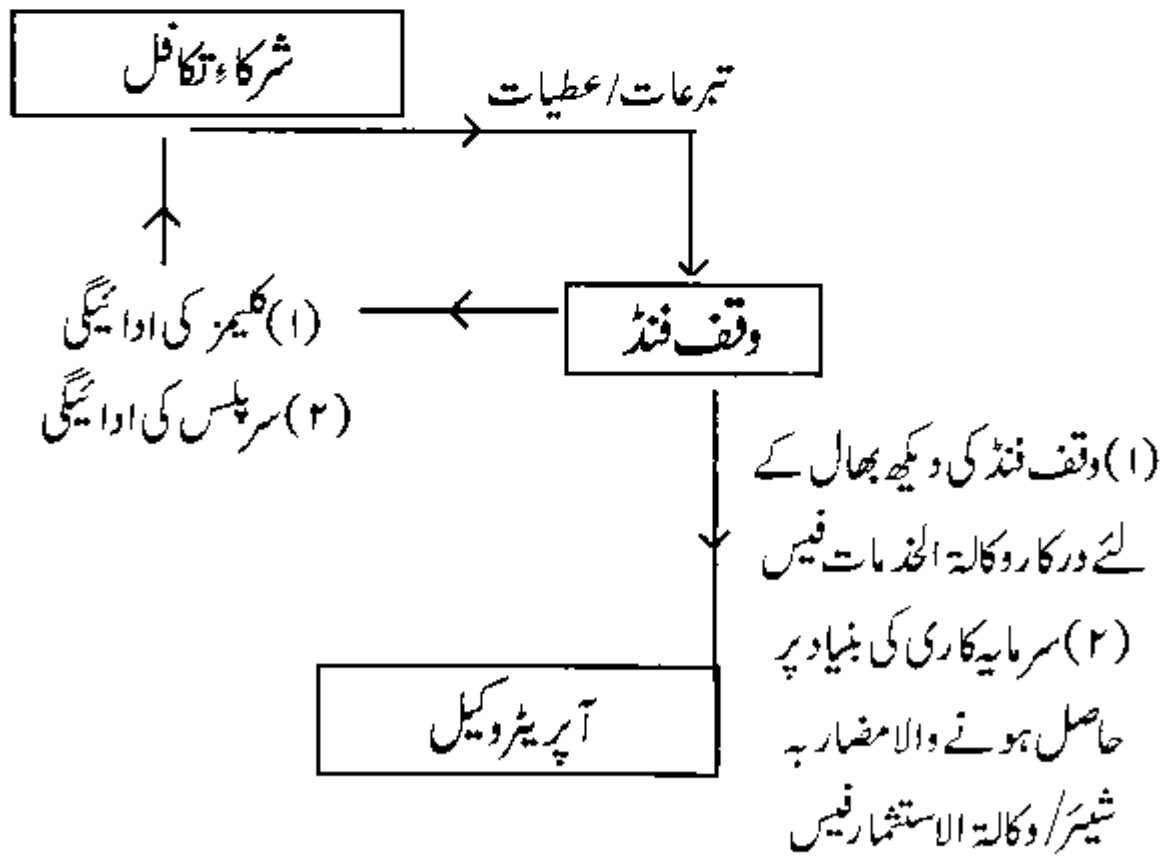 شرکاءِ تکافل
تبرعات/عطیات
وقف فنڈ
(۱) کلیمز کی ادائیگی
(۲) سرپلس کی ادائیگی
(۱) وقف فنڈ کی دیکھ بھال کے
لئے درکار وکالۃ الخدمات فیس
(۲) سرمایہ کاری کی بنیاد پر
حاصل ہونے والا مضاربہ
شیئر/وکالۃ الاستثمار فیس
آپریٹر وکیل